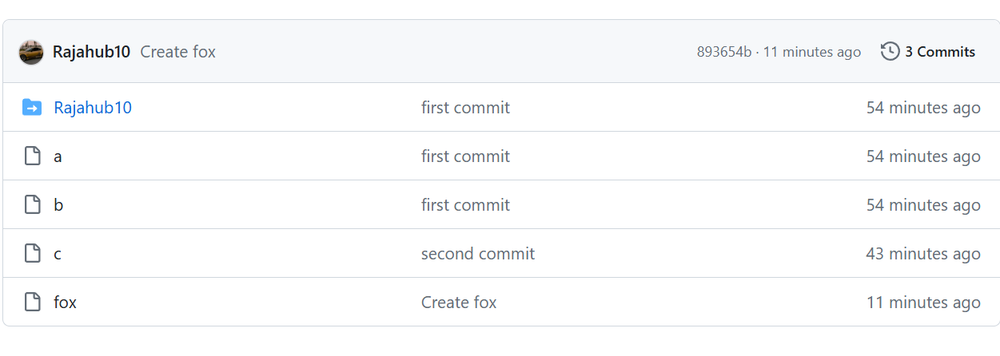 Rajahub10 Create fox 893654b · 11 minutes ago 3 Commits
Rajahub10 first commit 54 minutes ago
a first commit 54 minutes ago
b first commit 54 minutes ago
c second commit 43 minutes ago
fox Create fox 11 minutes ago